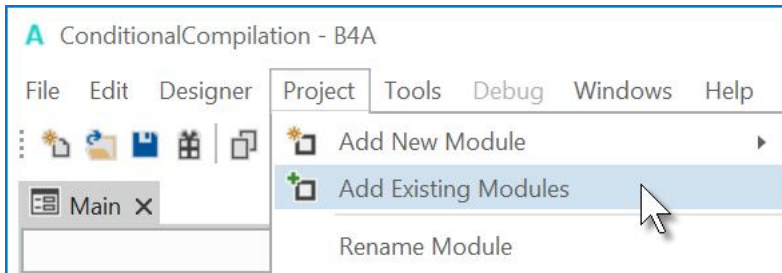 ConditionalCompilation - B4A
File Edit Designer Project Tools Debug Windows Help
Add New Module
Add Existing Modules
Main
Rename Module